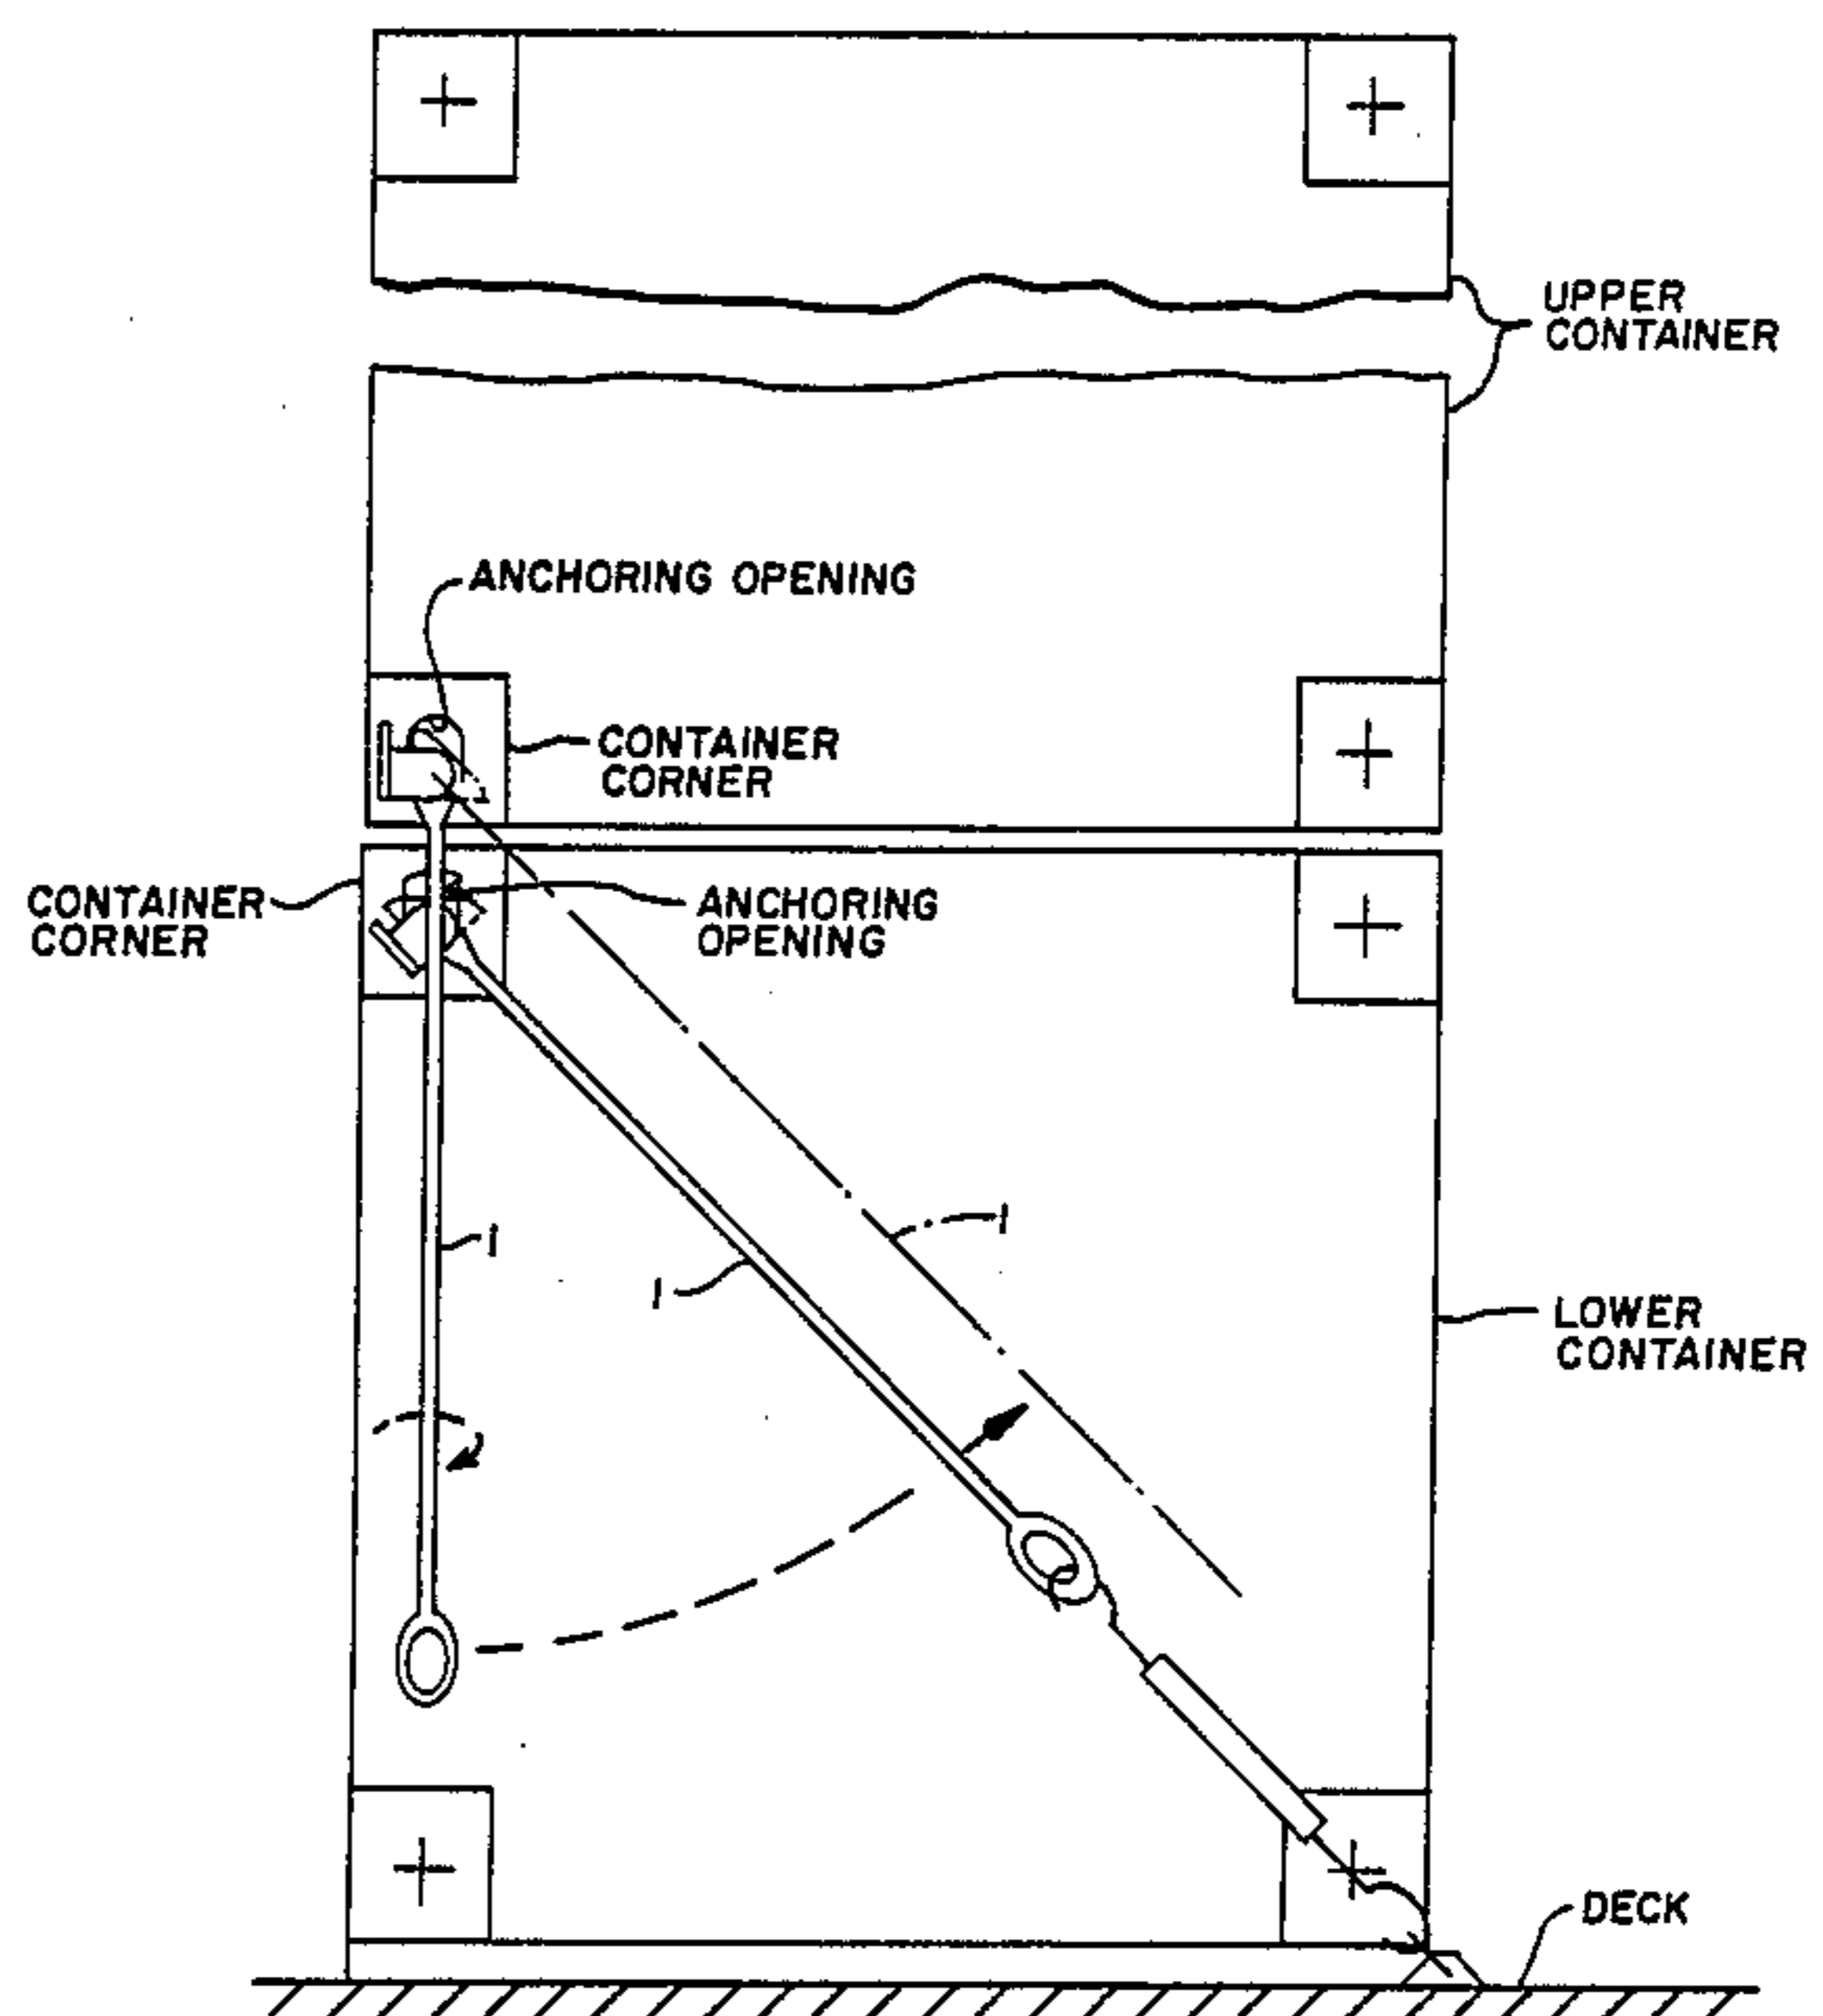 UPPER
CONTAINER
ANCHORING OPENING
CONTAINER
CORNER
CONTAINER
CORNER
ANCHORING
OPENING
1
1
1
LOWER
CONTAINER
DECK